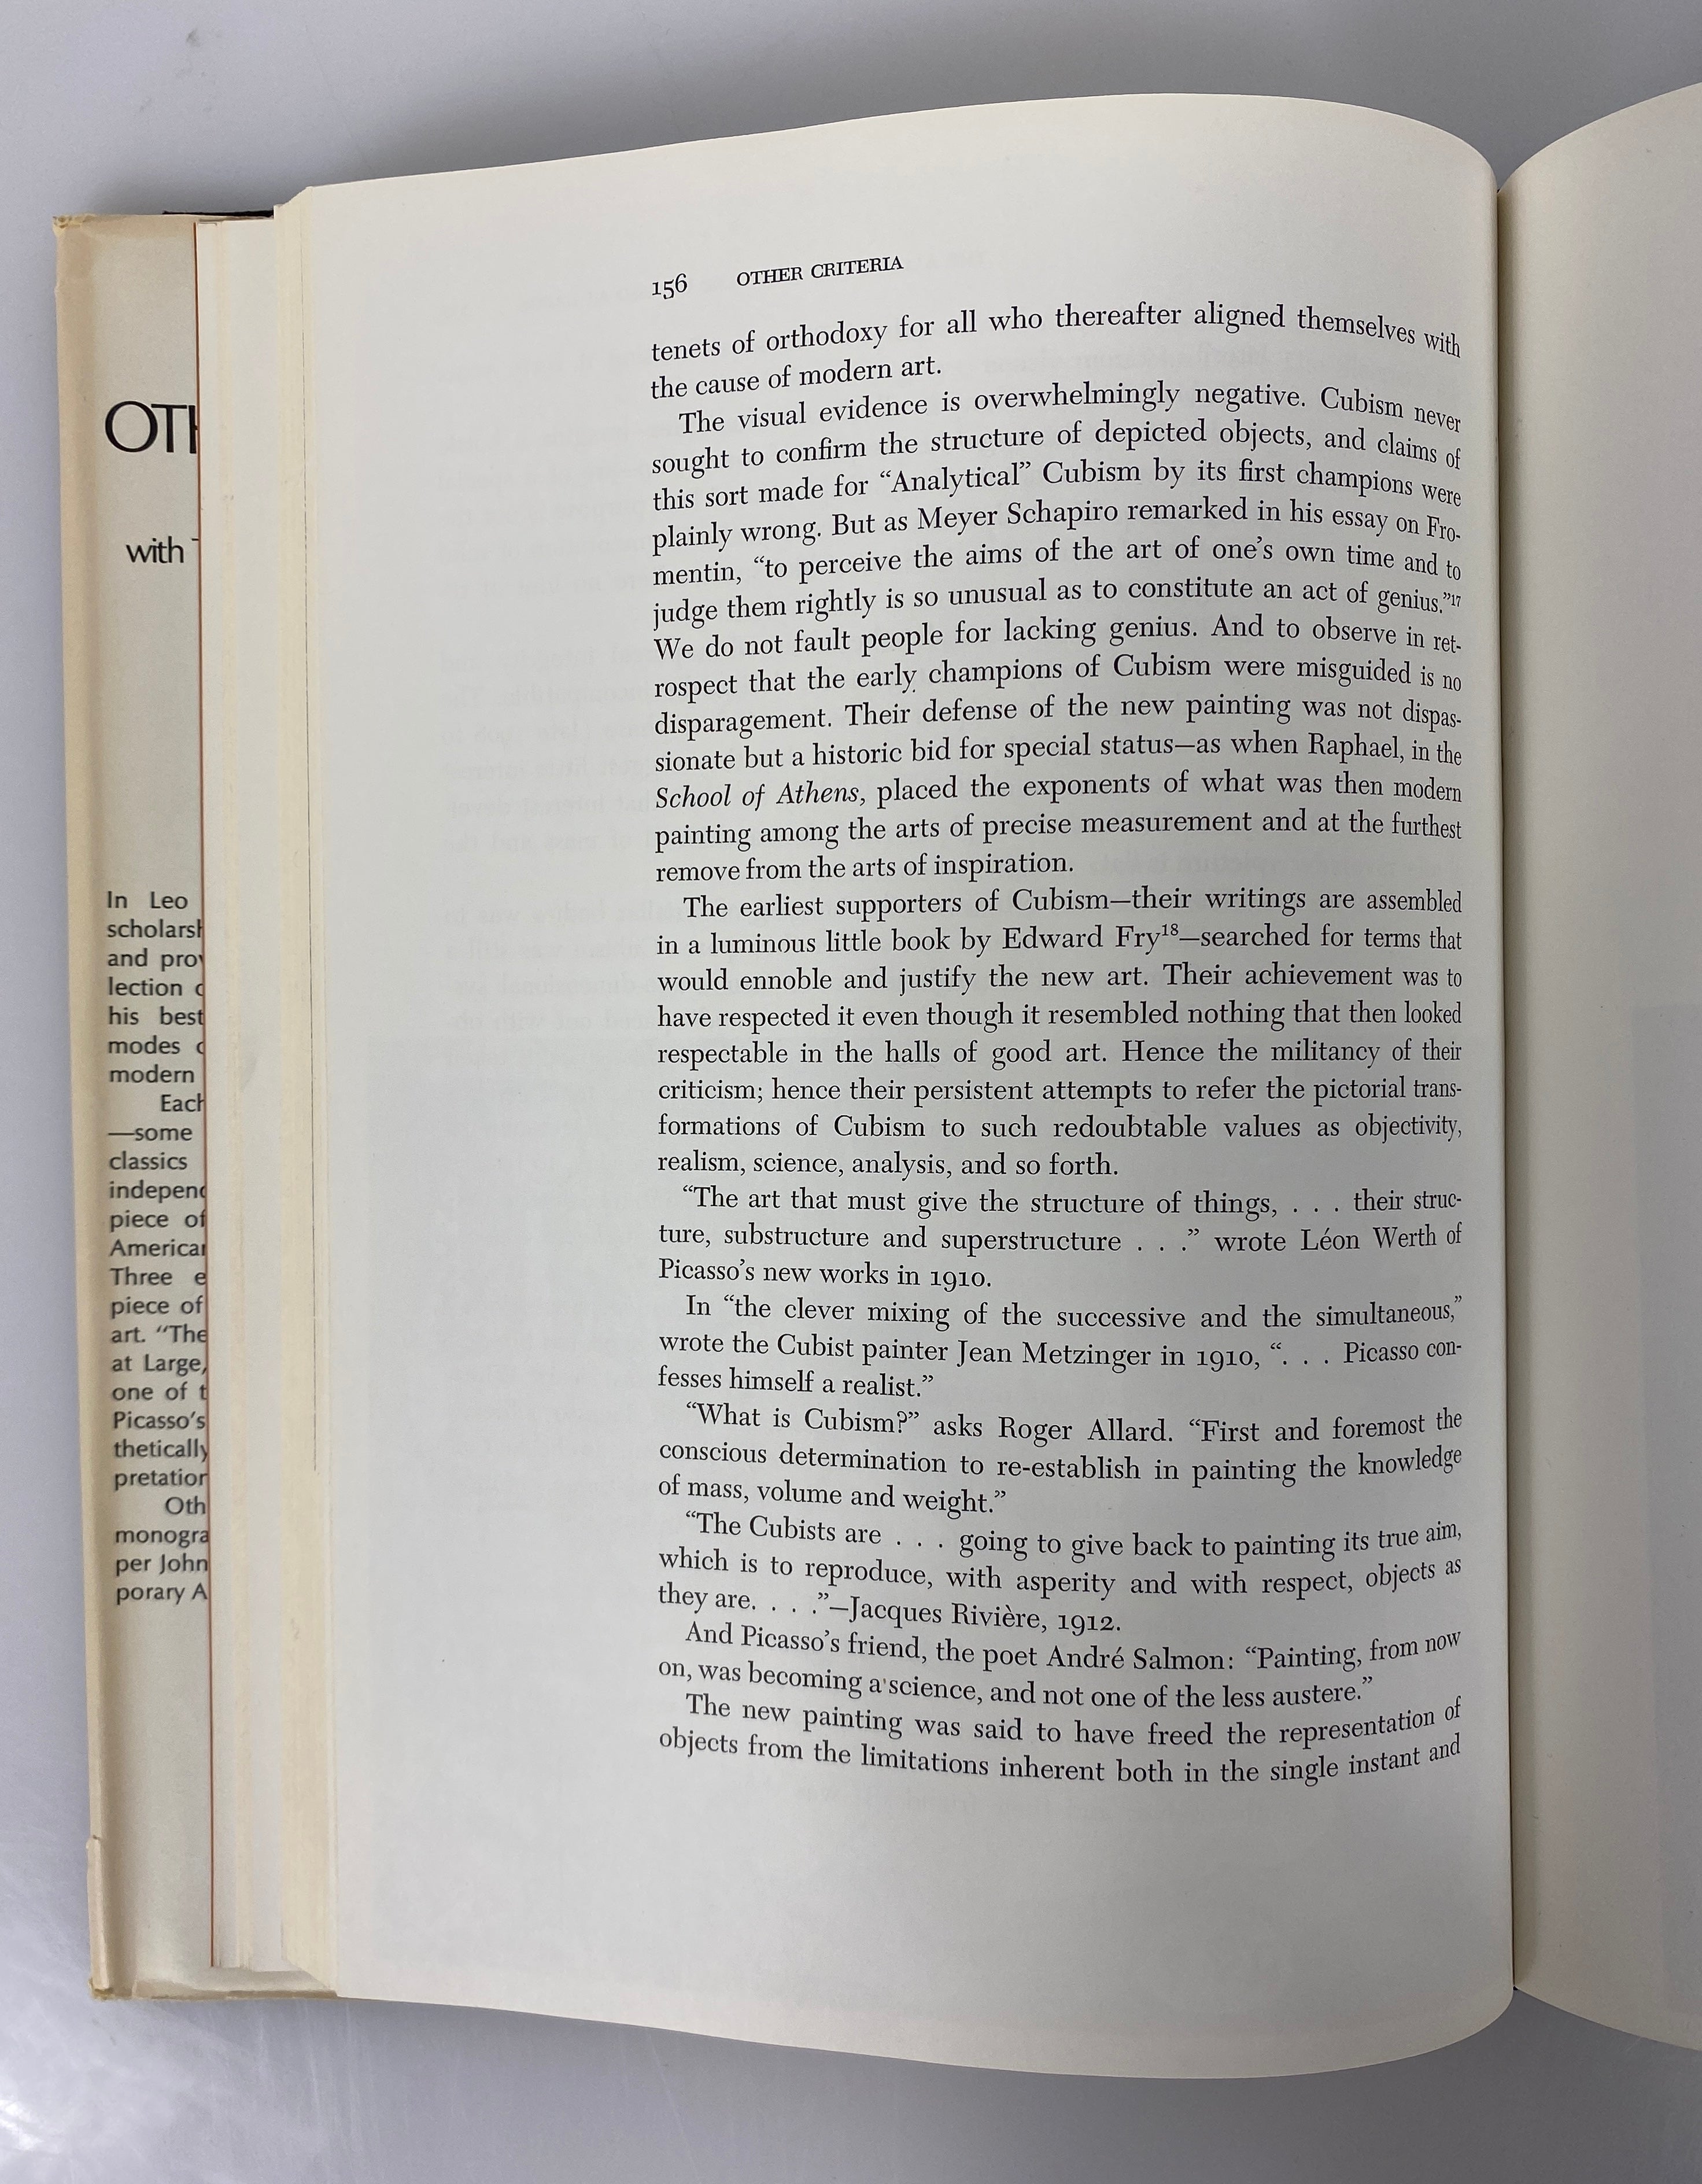 OTH
with
In Leo
scholarsh
and prov
lection
his best
modes
modern
Each
—some
classics
independ
piece of
American
Three e
piece of
art. “The
at Large,
one of t
Picasso’s
thetically
pretation
Oth
monogra
per John
porary A
156 OTHER CRITERIA
tenets of orthodoxy for all who thereafter aligned themselves with
the cause of modern art.
The visual evidence is overwhelmingly negative. Cubism never
sought to confirm the structure of depicted objects, and claims of
this sort made for “Analytical” Cubism by its first champions were
plainly wrong. But as Meyer Schapiro remarked in his essay on Fro-
mentin, “to perceive the aims of the art of one’s own time and to
judge them rightly is so unusual as to constitute an act of genius.”17
We do not fault people for lacking genius. And to observe in ret-
rospect that the early champions of Cubism were misguided is no
disparagement. Their defense of the new painting was not dispas-
sionate but a historic bid for special status—as when Raphael, in the
School of Athens, placed the exponents of what was then modern
painting among the arts of precise measurement and at the furthest
remove from the arts of inspiration.
The earliest supporters of Cubism—their writings are assembled
in a luminous little book by Edward Fry18—searched for terms that
would ennoble and justify the new art. Their achievement was to
have respected it even though it resembled nothing that then looked
respectable in the halls of good art. Hence the militancy of their
criticism; hence their persistent attempts to refer the pictorial trans-
formations of Cubism to such redoubtable values as objectivity,
realism, science, analysis, and so forth.
“The art that must give the structure of things, . . . their struc-
ture, substructure and superstructure . . .” wrote Léon Werth of
Picasso’s new works in 1910.
In “the clever mixing of the successive and the simultaneous,”
wrote the Cubist painter Jean Metzinger in 1910, “. . . Picasso con-
fesses himself a realist.”
“What is Cubism?” asks Roger Allard. “First and foremost the
conscious determination to re-establish in painting the knowledge
of mass, volume and weight.”
“The Cubists are . . . going to give back to painting its true aim,
which is to reproduce, with asperity and with respect, objects as
they are. . . .”—Jacques Rivière, 1912.
And Picasso’s friend, the poet André Salmon: “Painting, from now
on, was becoming a science, and not one of the less austere.”
The new painting was said to have freed the representation of
objects from the limitations inherent both in the single instant and